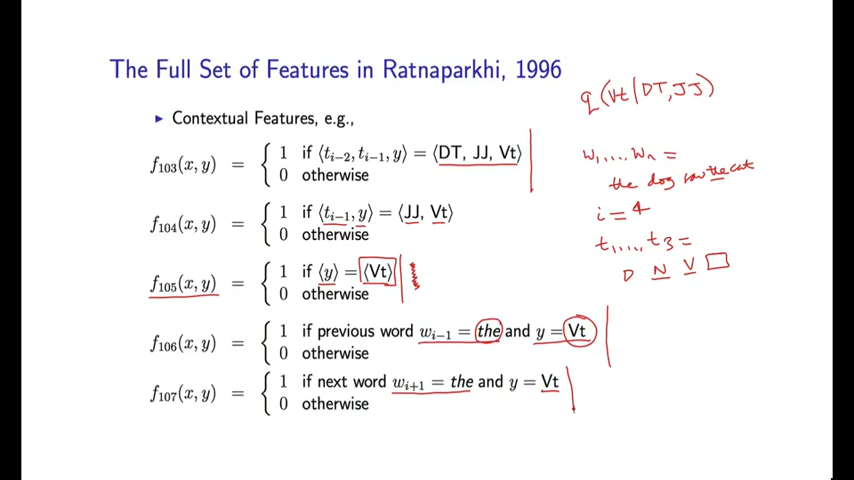 The Full Set of Features in Ratnaparkhi, 1996
▶ Contextual Features, e.g.,
f103(x, y) = { 1 if ⟨ti−2, ti−1, y⟩ = ⟨DT, JJ, Vt⟩
0 otherwise
f104(x, y) = { 1 if ⟨ti−1, y⟩ = ⟨JJ, Vt⟩
0 otherwise
f105(x, y) = { 1 if ⟨y⟩ = ⟨Vt⟩
0 otherwise
f106(x, y) = { 1 if previous word wi−1 = the and y = Vt
0 otherwise
f107(x, y) = { 1 if next word wi+1 = the and y = Vt
0 otherwise
q(Vt|DT, JJ)
w1, .... wn =
the dog saw the cat
i = 4
t1, ...., t3 =
D N V